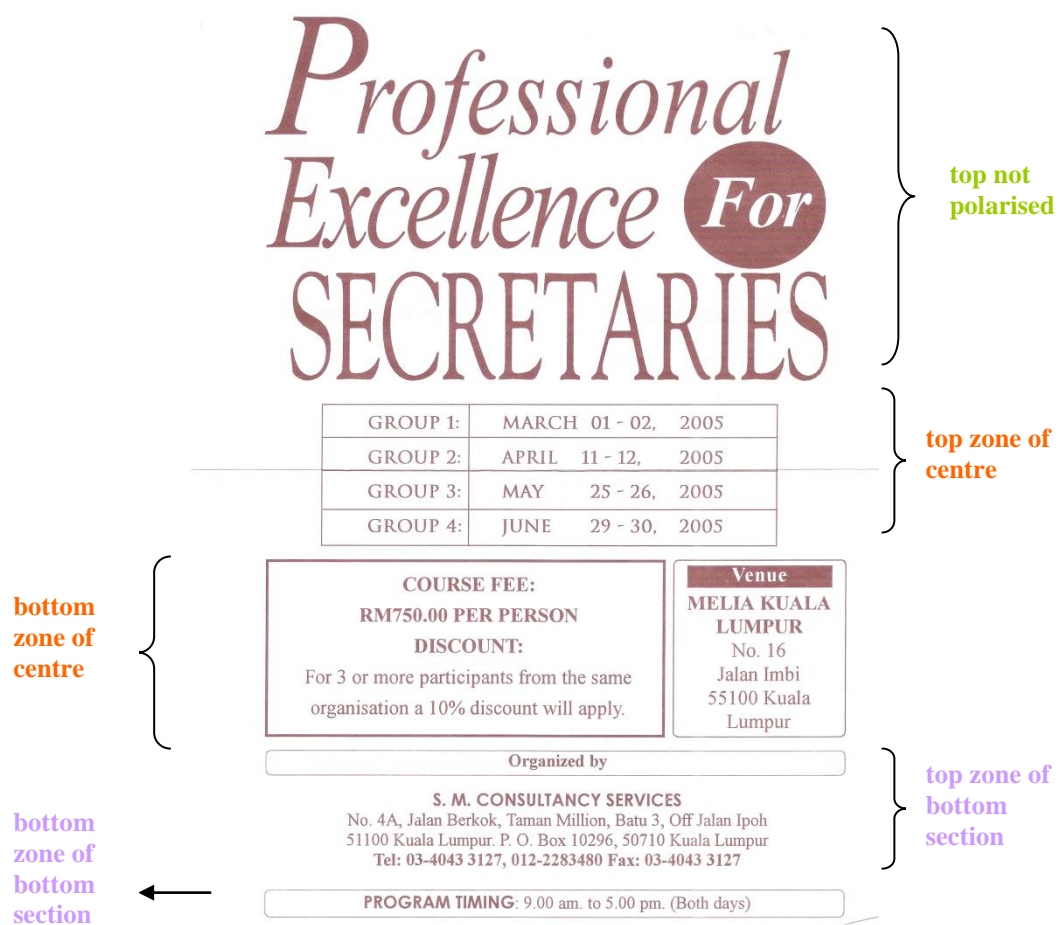 Professional
Excellence For
SECRETARIES
top not
polarised
GROUP 1: MARCH 01 - 02, 2005
GROUP 2: APRIL 11 - 12, 2005
GROUP 3: MAY 25 - 26, 2005
GROUP 4: JUNE 29 - 30, 2005
top zone of
centre
bottom
zone of
centre
COURSE FEE:
RM750.00 PER PERSON
DISCOUNT:
For 3 or more participants from the same
organisation a 10% discount will apply.
Venue
MELIA KUALA
LUMPUR
No. 16
Jalan Imbi
55100 Kuala
Lumpur
Organized by
S. M. CONSULTANCY SERVICES
No. 4A, Jalan Berkok, Taman Million, Batu 3, Off Jalan Ipoh
51100 Kuala Lumpur. P. O. Box 10296, 50710 Kuala Lumpur
Tel: 03-4043 3127, 012-2283480 Fax: 03-4043 3127
top zone of
bottom
section
bottom
zone of
bottom
section
PROGRAM TIMING: 9.00 am. to 5.00 pm. (Both days)